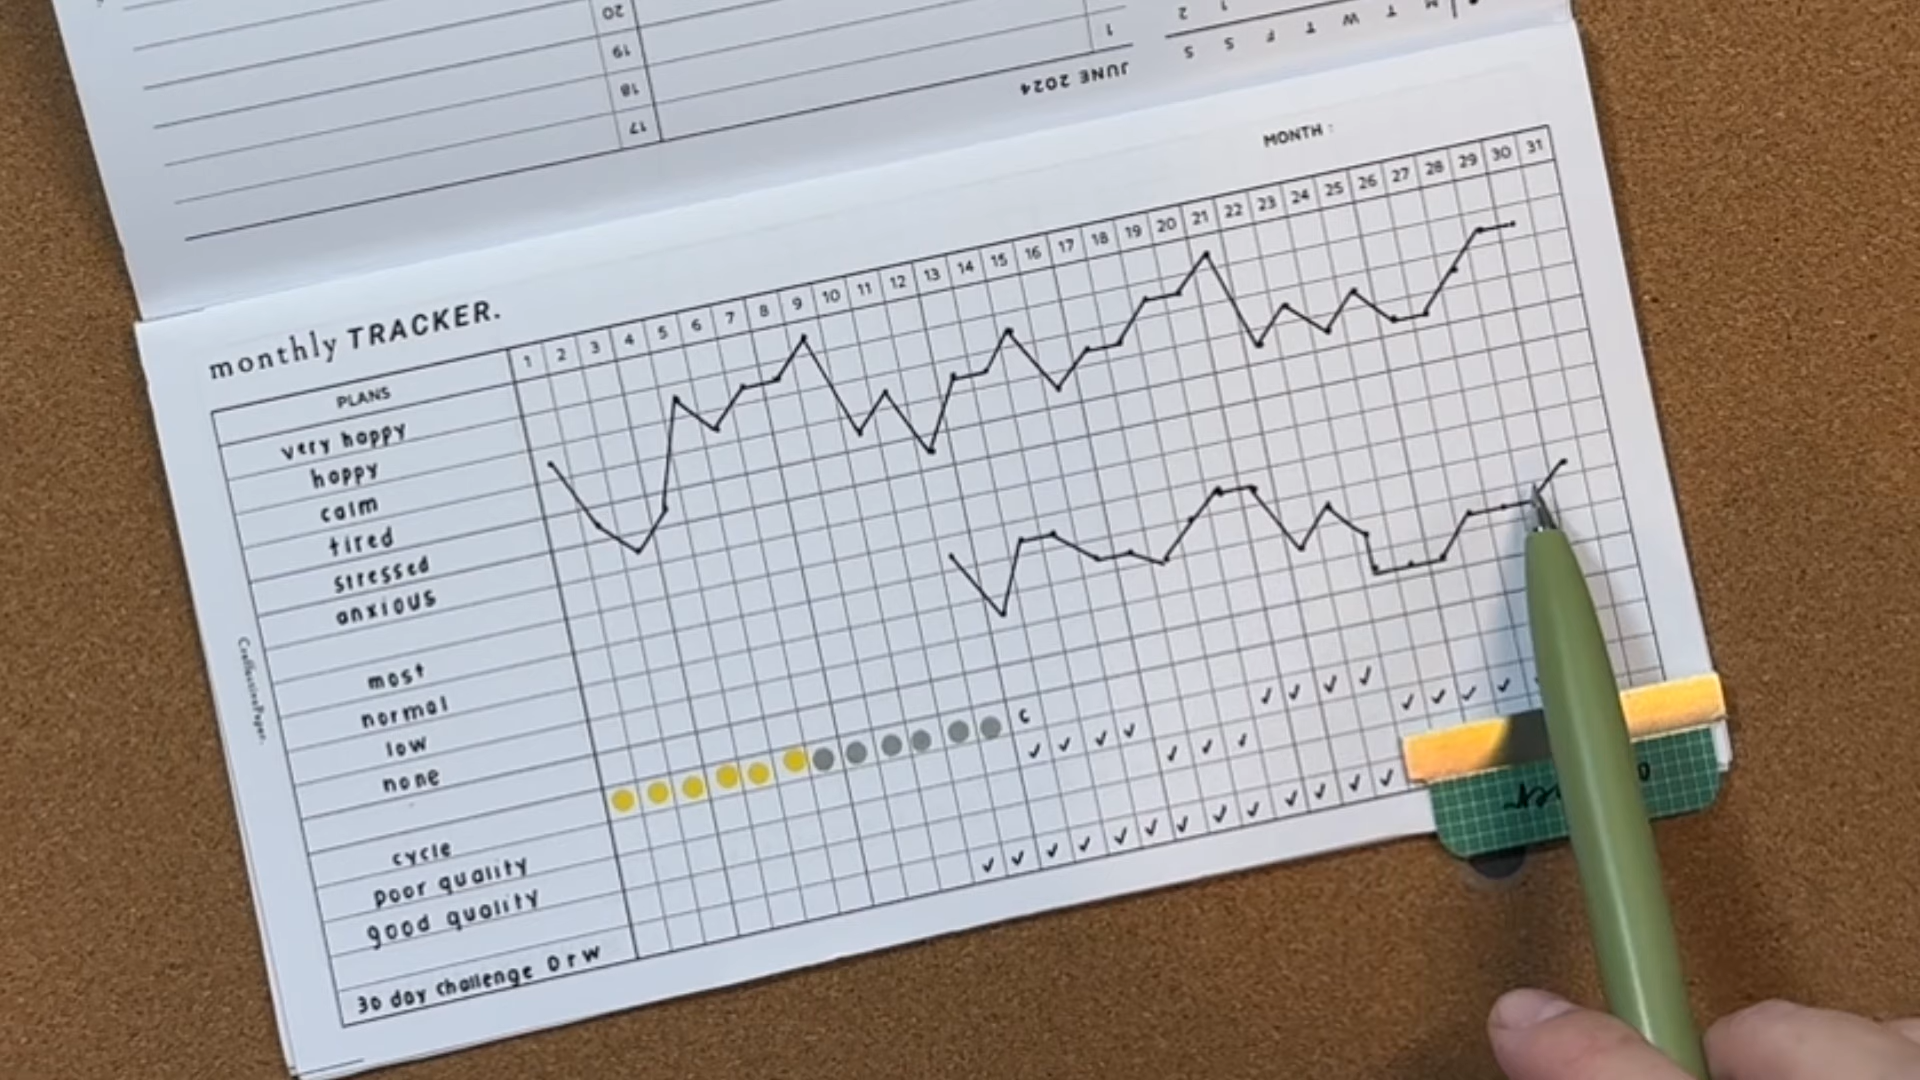 20
19
18
17
1
JUNE 2024
2 1
S S F T W T M
MONTH :
monthly TRACKER.
PLANS 1 2 3 4 5 6 7 8 9 10 11 12 13 14 15 16 17 18 19 20 21 22 23 24 25 26 27 28 29 30 31
very happy
happy
calm
tired
stressed
anxious
most
normal
low
none
cycle
poor quality
good quality
30 day challenge D r W
c
CraffeetivePaper.